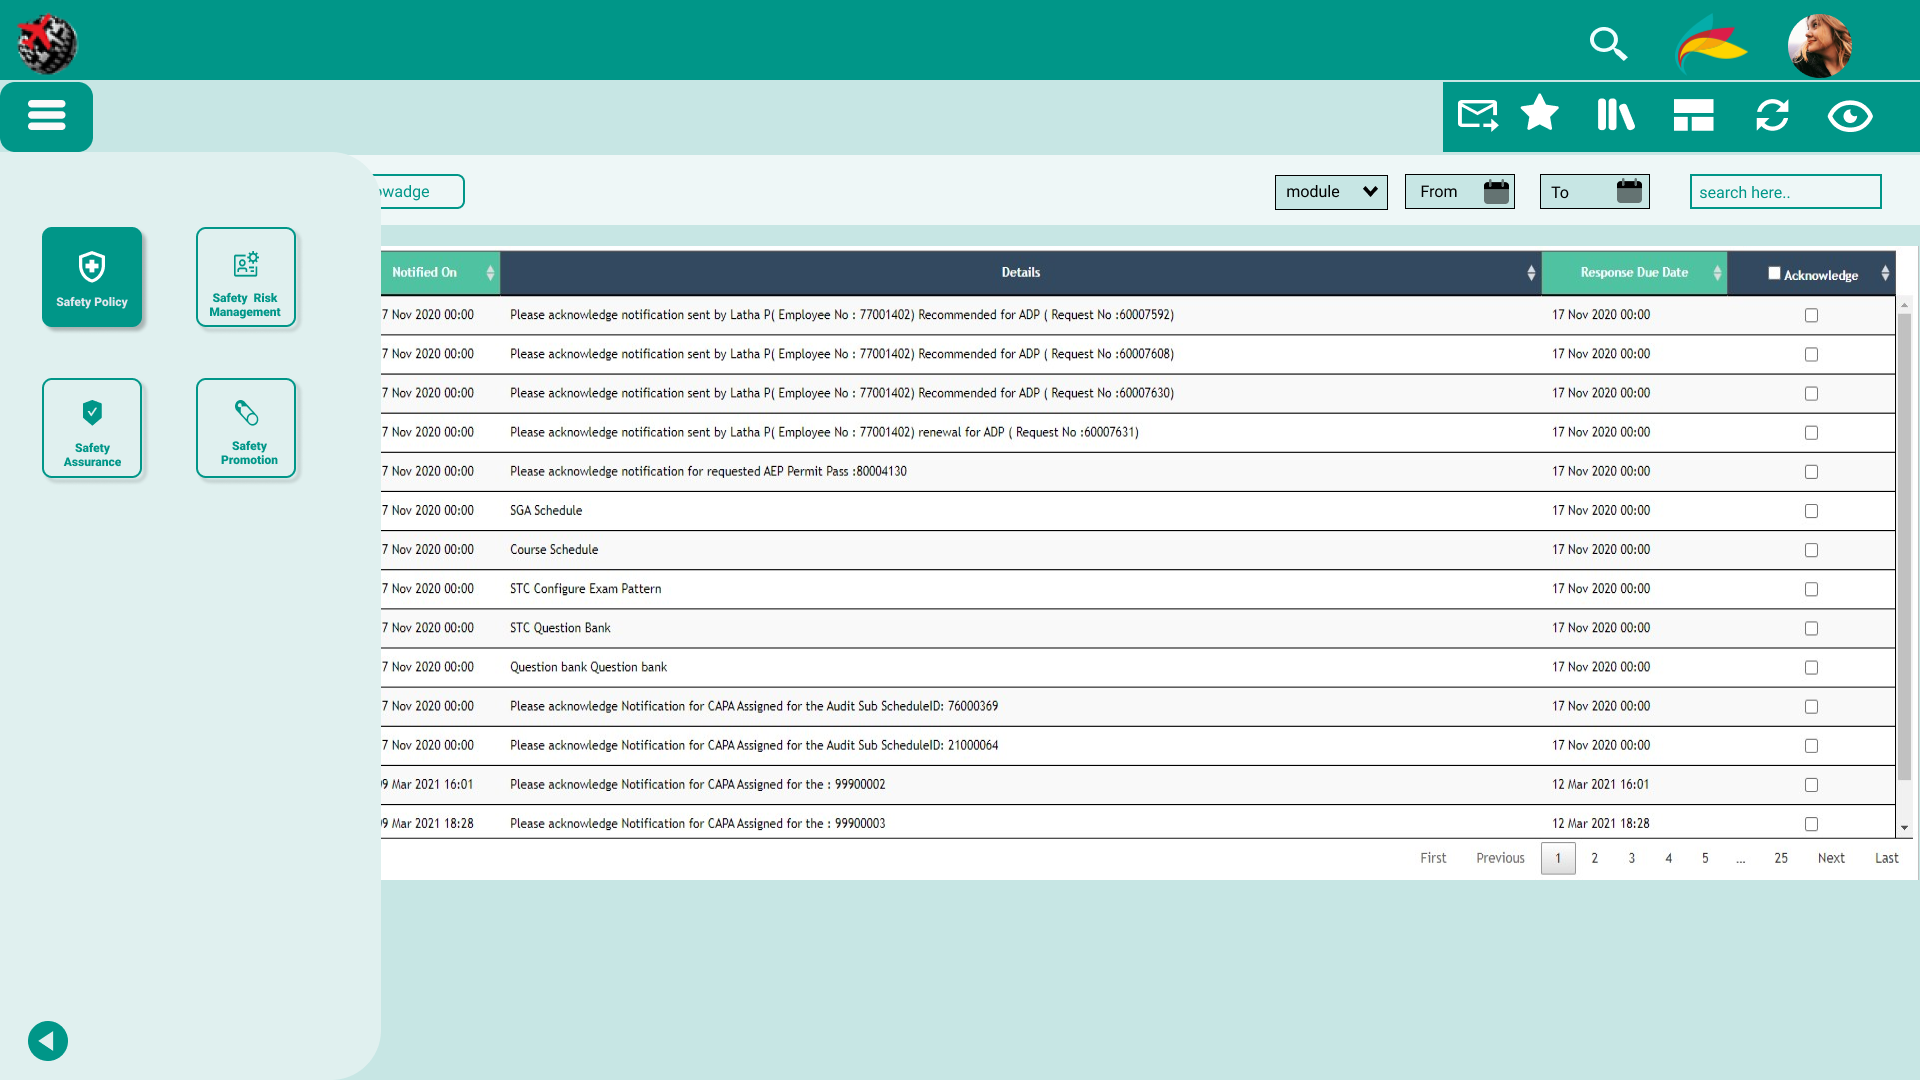 owadge
module
From
To
search here..
Safety Policy
Safety Risk
Management
Safety
Assurance
Safety
Promotion
Notified On Details Response Due Date Acknowledge
7 Nov 2020 00:00 Please acknowledge notification sent by Latha P( Employee No : 77001402) Recommended for ADP ( Request No :60007592) 17 Nov 2020 00:00
7 Nov 2020 00:00 Please acknowledge notification sent by Latha P( Employee No : 77001402) Recommended for ADP ( Request No :60007608) 17 Nov 2020 00:00
7 Nov 2020 00:00 Please acknowledge notification sent by Latha P( Employee No : 77001402) Recommended for ADP ( Request No :60007630) 17 Nov 2020 00:00
7 Nov 2020 00:00 Please acknowledge notification sent by Latha P( Employee No : 77001402) renewal for ADP ( Request No :60007631) 17 Nov 2020 00:00
7 Nov 2020 00:00 Please acknowledge notification for requested AEP Permit Pass :80004130 17 Nov 2020 00:00
7 Nov 2020 00:00 SGA Schedule 17 Nov 2020 00:00
7 Nov 2020 00:00 Course Schedule 17 Nov 2020 00:00
7 Nov 2020 00:00 STC Configure Exam Pattern 17 Nov 2020 00:00
7 Nov 2020 00:00 STC Question Bank 17 Nov 2020 00:00
7 Nov 2020 00:00 Question bank Question bank 17 Nov 2020 00:00
7 Nov 2020 00:00 Please acknowledge Notification for CAPA Assigned for the Audit Sub ScheduleID: 76000369 17 Nov 2020 00:00
7 Nov 2020 00:00 Please acknowledge Notification for CAPA Assigned for the Audit Sub ScheduleID: 21000064 17 Nov 2020 00:00
9 Mar 2021 16:01 Please acknowledge Notification for CAPA Assigned for the : 99900002 12 Mar 2021 16:01
9 Mar 2021 18:28 Please acknowledge Notification for CAPA Assigned for the : 99900003 12 Mar 2021 18:28
First Previous 1 2 3 4 5 ... 25 Next Last